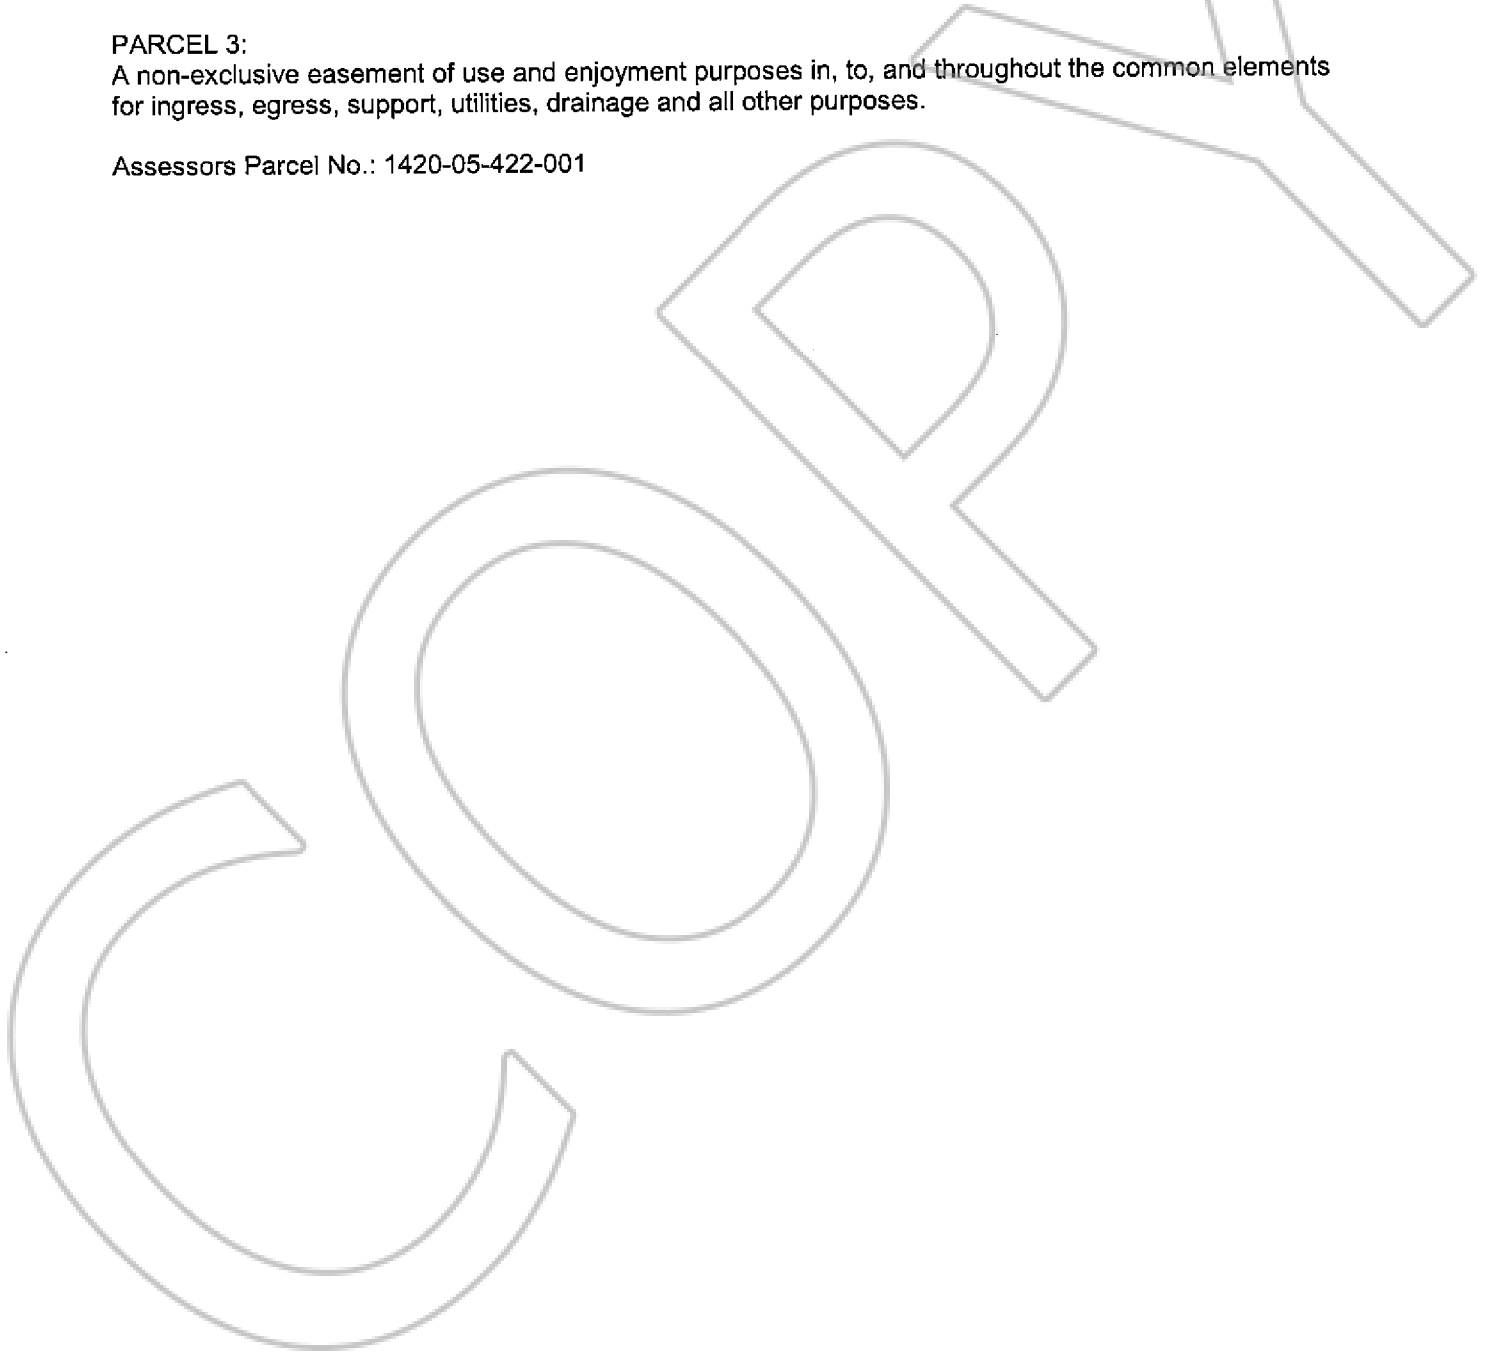 PARCEL 3:
A non-exclusive easement of use and enjoyment purposes in, to, and throughout the common elements
for ingress, egress, support, utilities, drainage and all other purposes.
Assessors Parcel No.: 1420-05-422-001
COPY